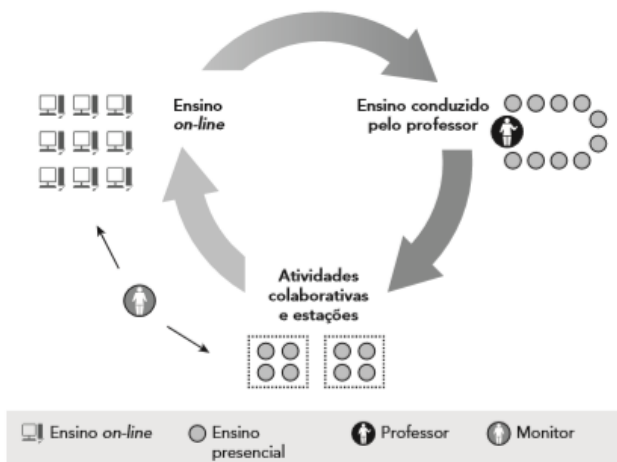 Ensino
on-line
Ensino conduzido
pelo professor
Atividades
colaborativas
e estações
Ensino on-line
Ensino
presencial
Professor
Monitor